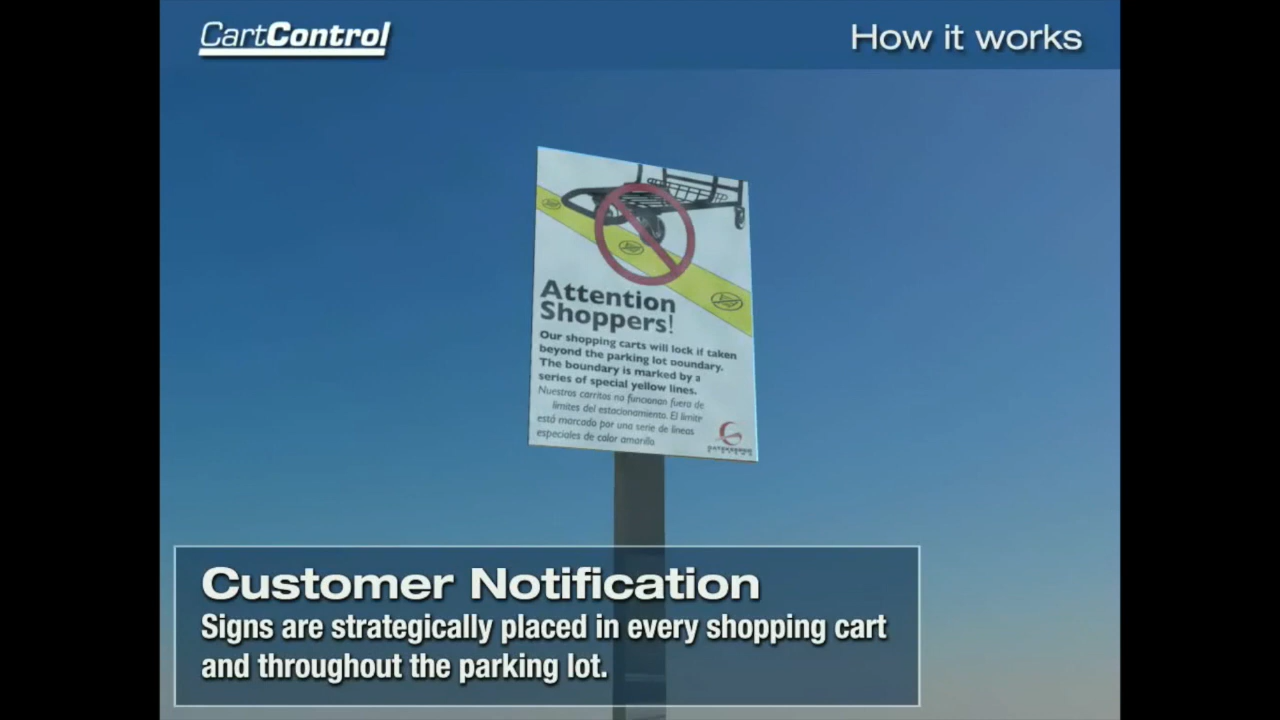 CartControl
How it works
Attention
Shoppers!
Our shopping carts will lock if taken
beyond the parking lot boundary.
The boundary is marked by a
series of special yellow lines.
Nuestros carritos no funcionan fuera de
límites del estacionamiento. El límite
está marcado por una serie de líneas
especiales de color amarillo
GATEKEEPER
SYSTEMS
Customer Notification
Signs are strategically placed in every shopping cart
and throughout the parking lot.